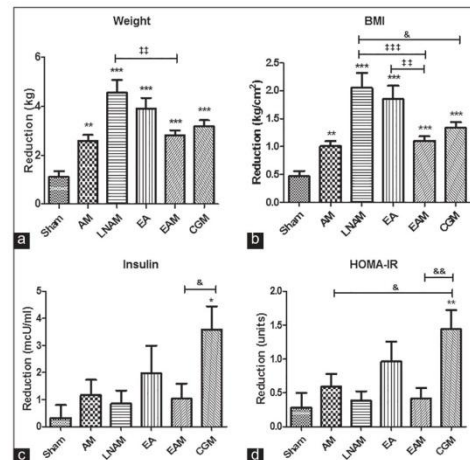 Weight
‡‡
***
***
***
***
**
6
4
2
0
Reduction (kg)
Sham
AM
LNAM
EA
EAM
CGM
a
BMI
&
‡‡‡
‡‡
***
***
***
***
**
2.5
2.0
1.5
1.0
0.5
0.0
Reduction (kg/cm²)
Sham
AM
LNAM
EA
EAM
CGM
b
Insulin
&
*
5
4
3
2
1
0
Reduction (mcU/ml)
Sham
AM
LNAM
EA
EAM
CGM
c
HOMA-IR
&&
&
**
2.0
1.5
1.0
0.5
0.0
Reduction (units)
Sham
AM
LNAM
EA
EAM
CGM
d